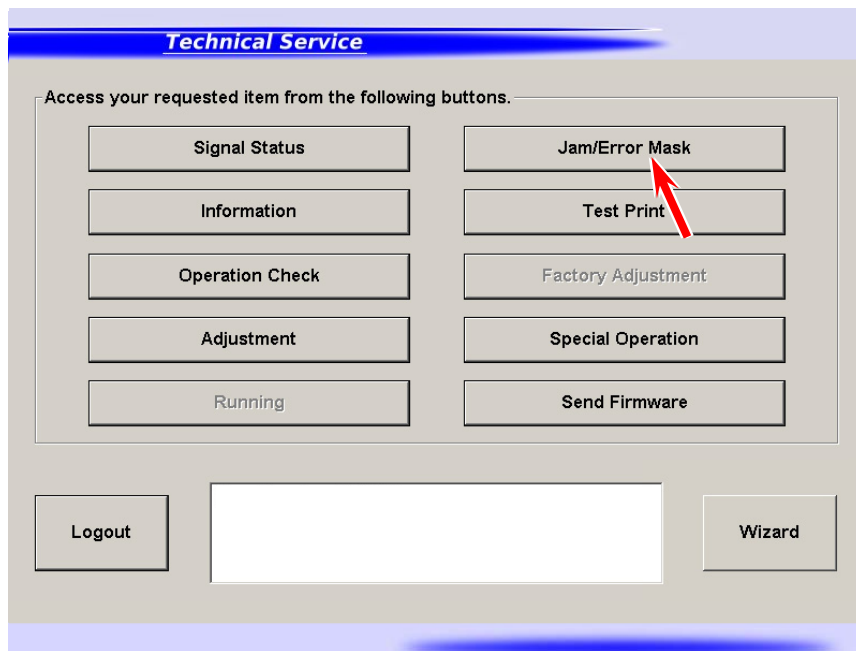 Technical Service
Access your requested item from the following buttons.
Signal Status
Jam/Error Mask
Information
Test Print
Operation Check
Factory Adjustment
Adjustment
Special Operation
Running
Send Firmware
Logout
Wizard